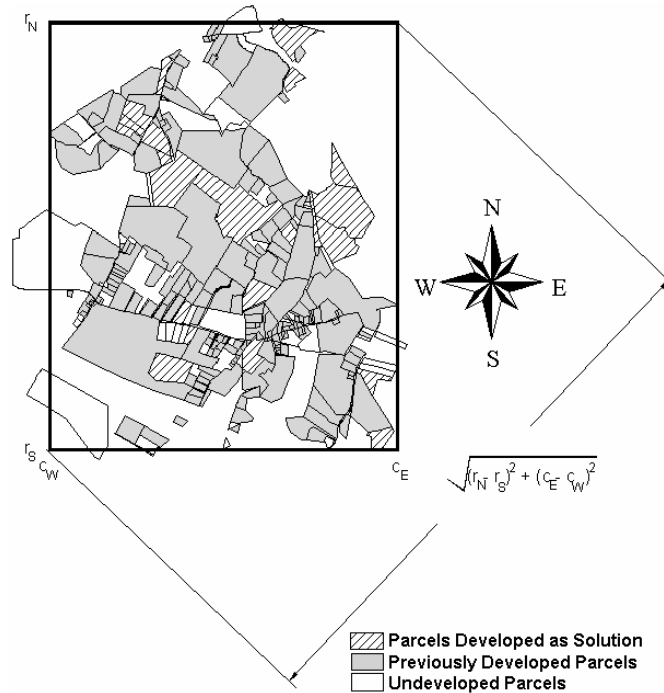 r_N
N
W E
S
r_S
c_W c_E
√(r_N - r_S)² + (c_E - c_W)²
Parcels Developed as Solution
Previously Developed Parcels
Undeveloped Parcels